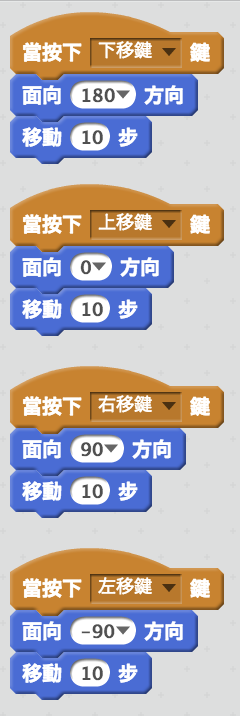 當按下 下移鍵 鍵
面向 180 方向
移動 10 步
當按下 上移鍵 鍵
面向 0 方向
移動 10 步
當按下 右移鍵 鍵
面向 90 方向
移動 10 步
當按下 左移鍵 鍵
面向 -90 方向
移動 10 步